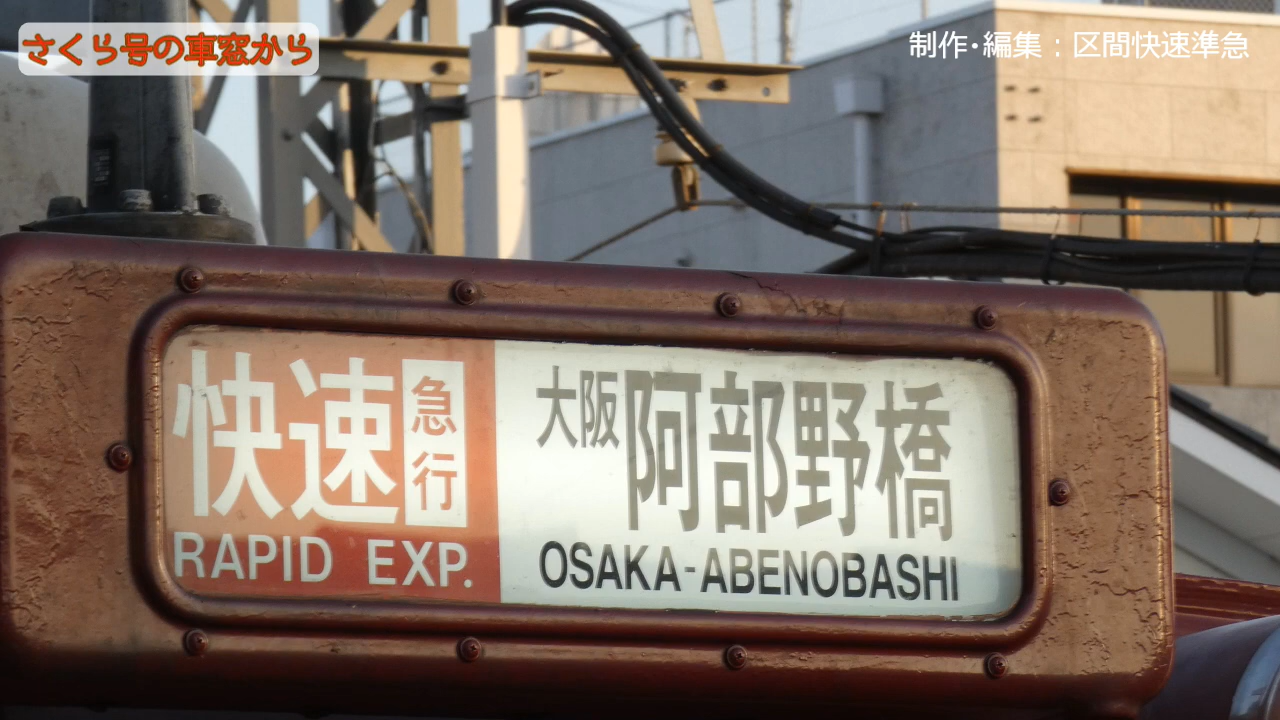 さくら号の車窓から
制作・編集：区間快速準急
快速急行
RAPID EXP.
大阪阿部野橋
OSAKA-ABENOBASHI